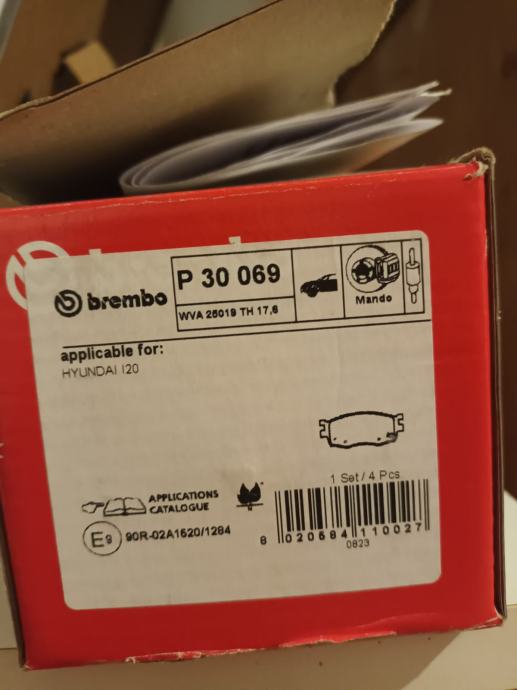 brembo
P 30 069
WVA 25019 TH 17,6
Mando
applicable for:
HYUNDAI I20
1 Set / 4 Pcs
APPLICATIONS
CATALOGUE
E9
90R-02A1620/1284
8 020584 110027
0823